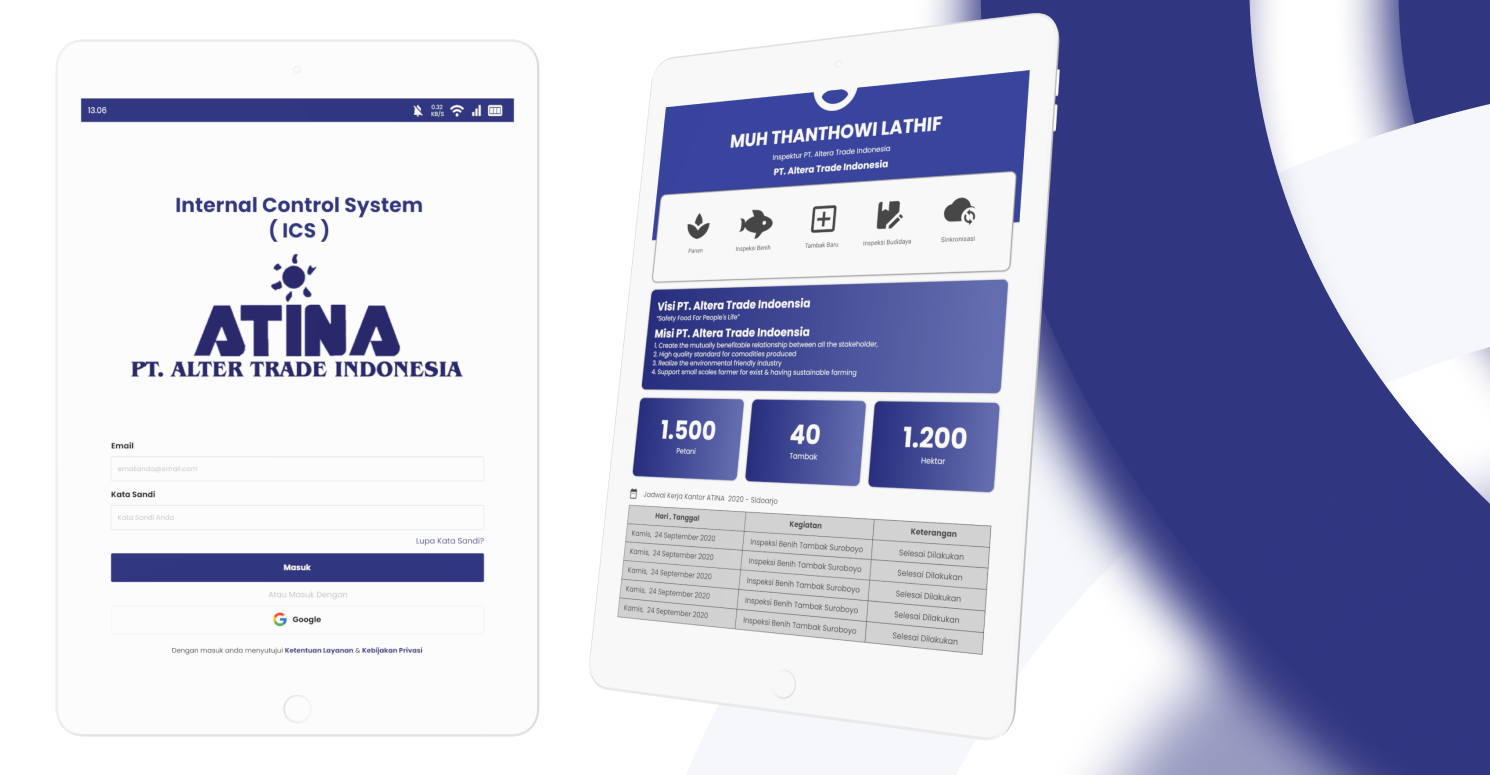 13.06
0.32
KB/S
Internal Control System
( ICS )
ATINA
PT. ALTER TRADE INDONESIA
Email
emailanda@email.com
Kata Sandi
Kata Sandi Anda
Lupa Kata Sandi?
Masuk
Atau Masuk Dengan
Google
Dengan masuk anda menyutujui Ketentuan Layanan & Kebijakan Privasi
MUH THANTHOWI LATHIF
Inspektur PT. Altera Trade Indonesia
PT. Altera Trade Indonesia
Panen
Inspeksi Benih
Tambak Baru
Inspeksi Budidaya
Sinkronisasi
Visi PT. Altera Trade Indoensia
"Safety Food For People's Life"
Misi PT. Altera Trade Indoensia
1. Create the mutually benefitable relationship between all the stakeholder,
2. High quality standard for comodities produced
3. Realize the environmental friendly industry
4. Support small scales farmer for exist & having sustainable farming
1.500
Petani
40
Tambak
1.200
Hektar
Jadwal Kerja Kantor ATINA 2020 - Sidoarjo
Hari , Tanggal Kegiatan Keterangan
Kamis, 24 September 2020 Inspeksi Benih Tambak Suroboyo Selesai Dilakukan
Kamis, 24 September 2020 Inspeksi Benih Tambak Suroboyo Selesai Dilakukan
Kamis, 24 September 2020 Inspeksi Benih Tambak Suroboyo Selesai Dilakukan
Kamis, 24 September 2020 Inspeksi Benih Tambak Suroboyo Selesai Dilakukan
Kamis, 24 September 2020 Inspeksi Benih Tambak Suroboyo Selesai Dilakukan